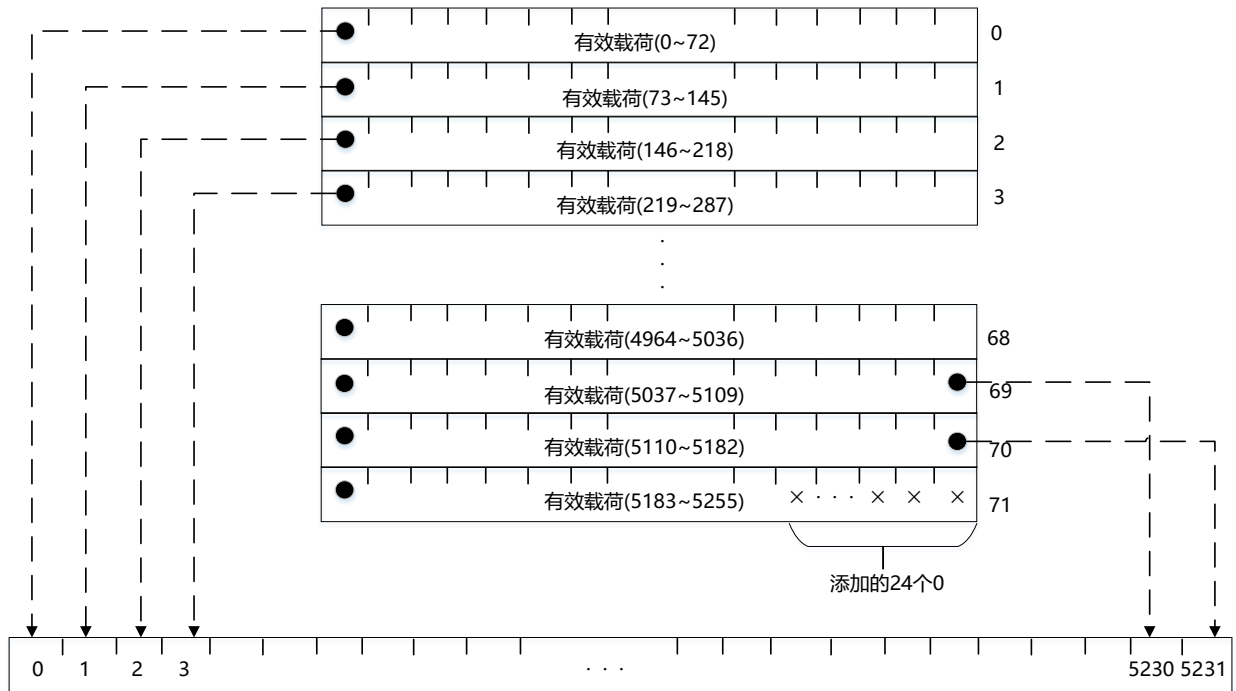 有效载荷(0~72)
0
有效载荷(73~145)
1
有效载荷(146~218)
2
有效载荷(219~287)
3
有效载荷(4964~5036)
68
有效载荷(5037~5109)
69
有效载荷(5110~5182)
70
有效载荷(5183~5255)
× · · · × × ×
71
添加的24个0
0 1 2 3 · · · 5230 5231